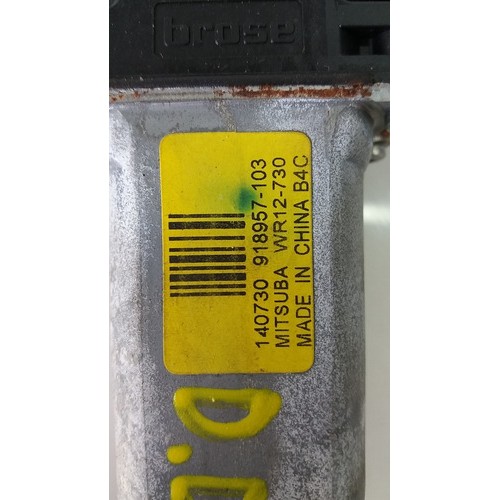 brose
140730 918957-103
MITSUBA WR12-730
MADE IN CHINA B4C
D.